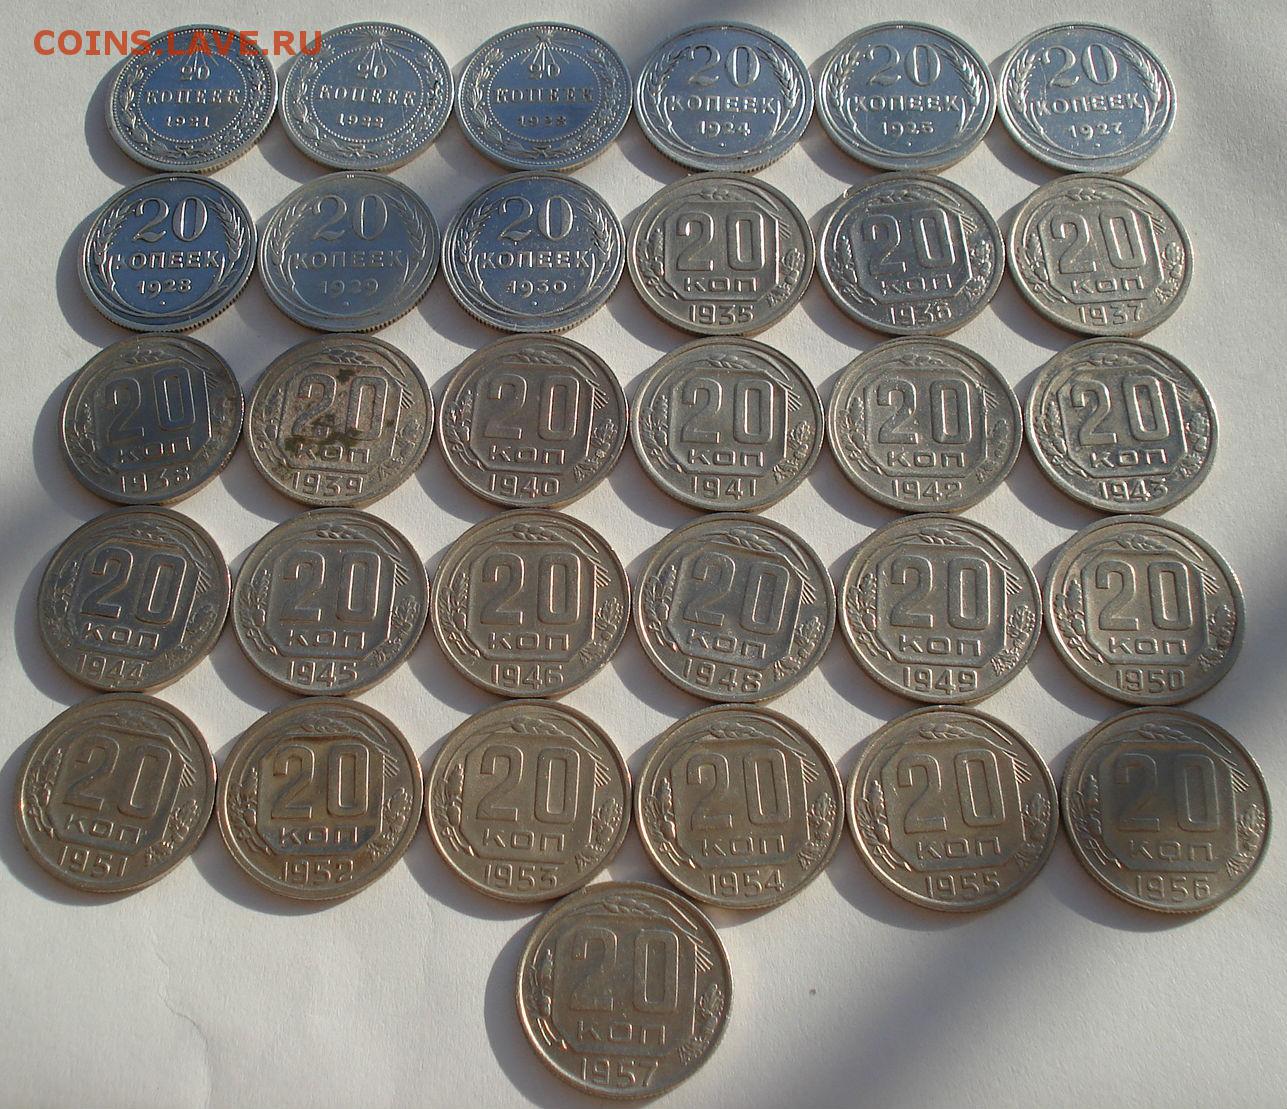 COINS.LAVE.RU
20
КОПЕЕК
1921
20
КОПЕЕК
1922
20
КОПЕЕК
1923
20
КОПЕЕК
1924
20
КОПЕЕК
1925
20
КОПЕЕК
1927
20
КОПЕЕК
1928
20
КОПЕЕК
1929
20
КОПЕЕК
1930
20
КОП
1935
20
КОП
1936
20
КОП
1937
20
КОП
1938
20
КОП
1939
20
КОП
1940
20
КОП
1941
20
КОП
1942
20
КОП
1943
20
КОП
1944
20
КОП
1945
20
КОП
1946
20
КОП
1948
20
КОП
1949
20
КОП
1950
20
КОП
1951
20
КОП
1952
20
КОП
1953
20
КОП
1954
20
КОП
1955
20
КОП
1956
20
КОП
1957